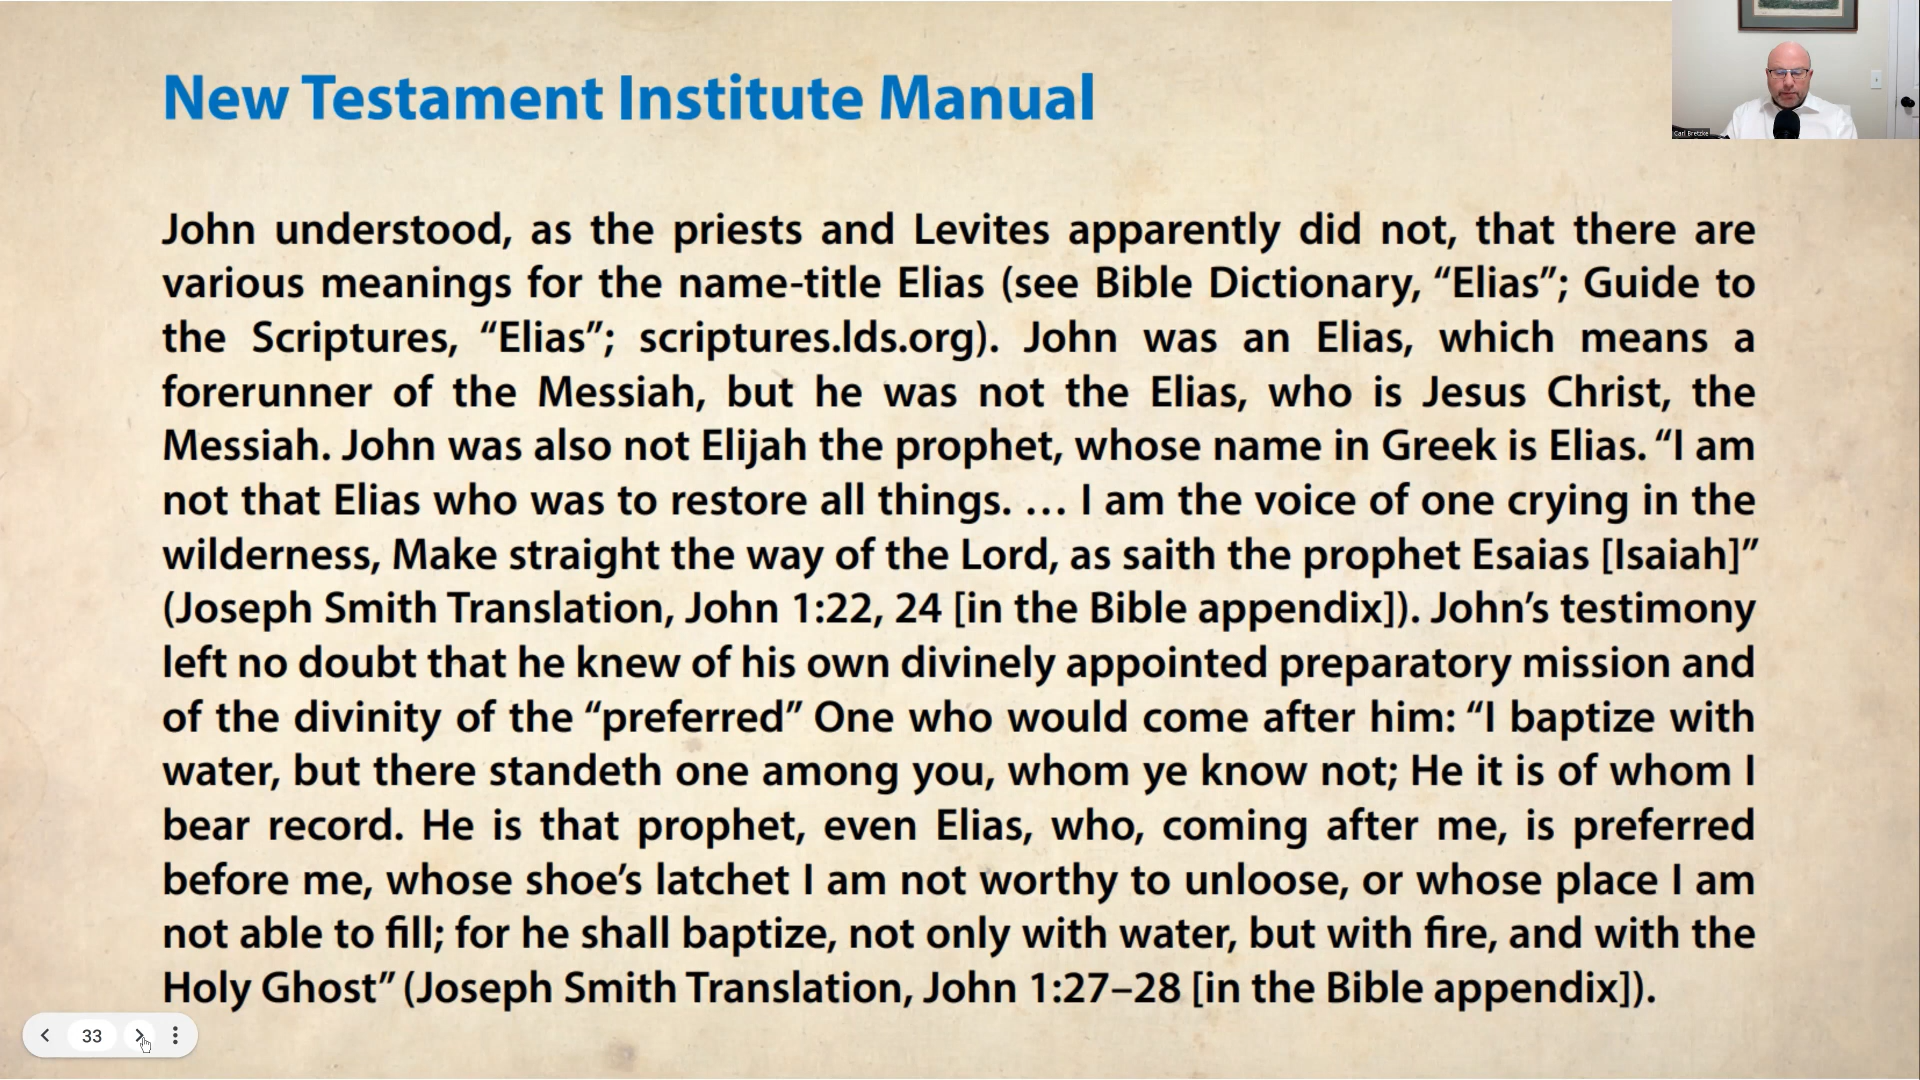 New Testament Institute Manual
Carl Bretzke
John understood, as the priests and Levites apparently did not, that there are
various meanings for the name-title Elias (see Bible Dictionary, “Elias”; Guide to
the Scriptures, “Elias”; scriptures.lds.org). John was an Elias, which means a
forerunner of the Messiah, but he was not the Elias, who is Jesus Christ, the
Messiah. John was also not Elijah the prophet, whose name in Greek is Elias. “I am
not that Elias who was to restore all things. … I am the voice of one crying in the
wilderness, Make straight the way of the Lord, as saith the prophet Esaias [Isaiah]”
(Joseph Smith Translation, John 1:22, 24 [in the Bible appendix]). John’s testimony
left no doubt that he knew of his own divinely appointed preparatory mission and
of the divinity of the “preferred” One who would come after him: “I baptize with
water, but there standeth one among you, whom ye know not; He it is of whom I
bear record. He is that prophet, even Elias, who, coming after me, is preferred
before me, whose shoe’s latchet I am not worthy to unloose, or whose place I am
not able to fill; for he shall baptize, not only with water, but with fire, and with the
Holy Ghost” (Joseph Smith Translation, John 1:27–28 [in the Bible appendix]).
33